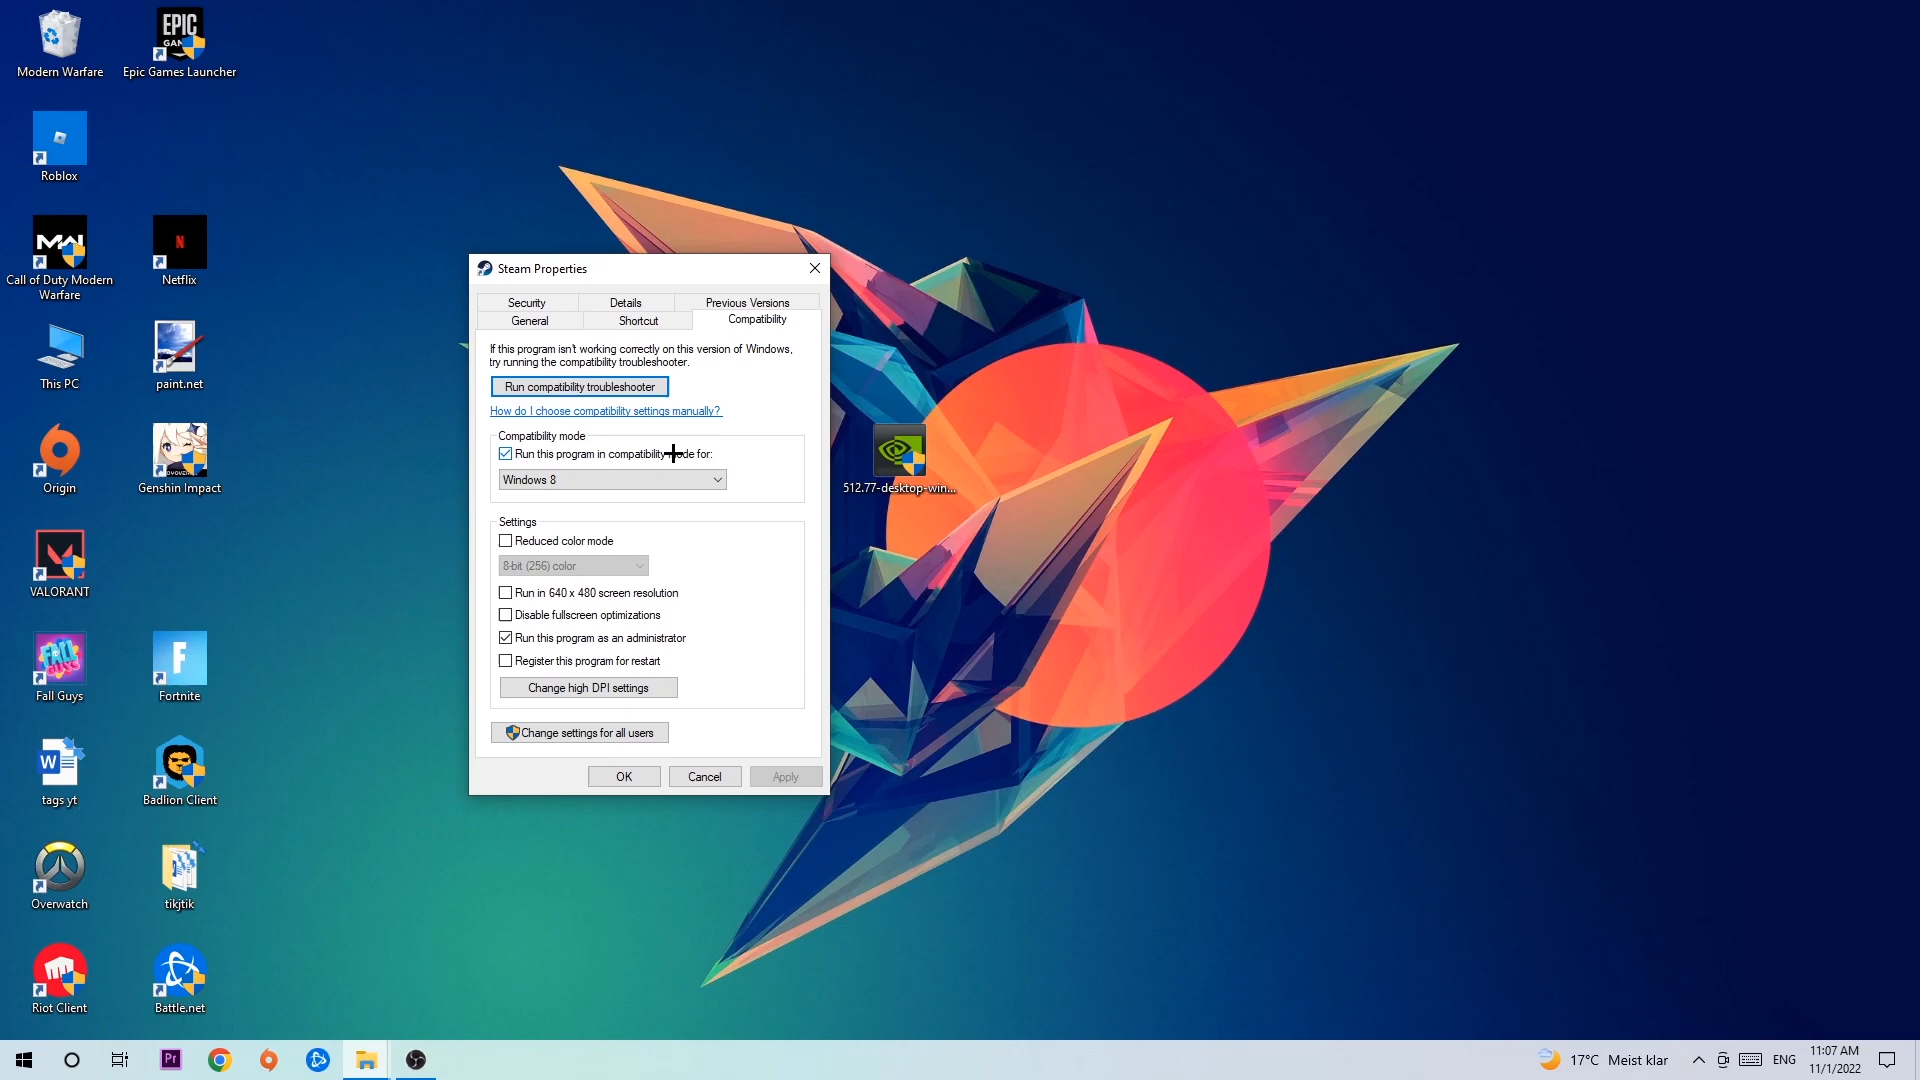 Modern Warfare
EPIC
GAMES
Epic Games Launcher
Roblox
MW
Call of Duty Modern
Warfare
N
Netflix
This PC
paint.net
Origin
Genshin Impact
VALORANT
FALL
GUYS
Fall Guys
F
Fortnite
W
tags yt
Badlion Client
Overwatch
tikjtik
Riot Client
Battle.net
Steam Properties
Security
Details
Previous Versions
General
Shortcut
Compatibility
If this program isn't working correctly on this version of Windows,
try running the compatibility troubleshooter.
Run compatibility troubleshooter
How do I choose compatibility settings manually?
Compatibility mode
Run this program in compatibility mode for:
Windows 8
Settings
Reduced color mode
8-bit (256) color
Run in 640 x 480 screen resolution
Disable fullscreen optimizations
Run this program as an administrator
Register this program for restart
Change high DPI settings
Change settings for all users
OK
Cancel
Apply
512.77-desktop-win...
Pr
17°C Meist klar
ENG
11:07 AM
11/1/2022